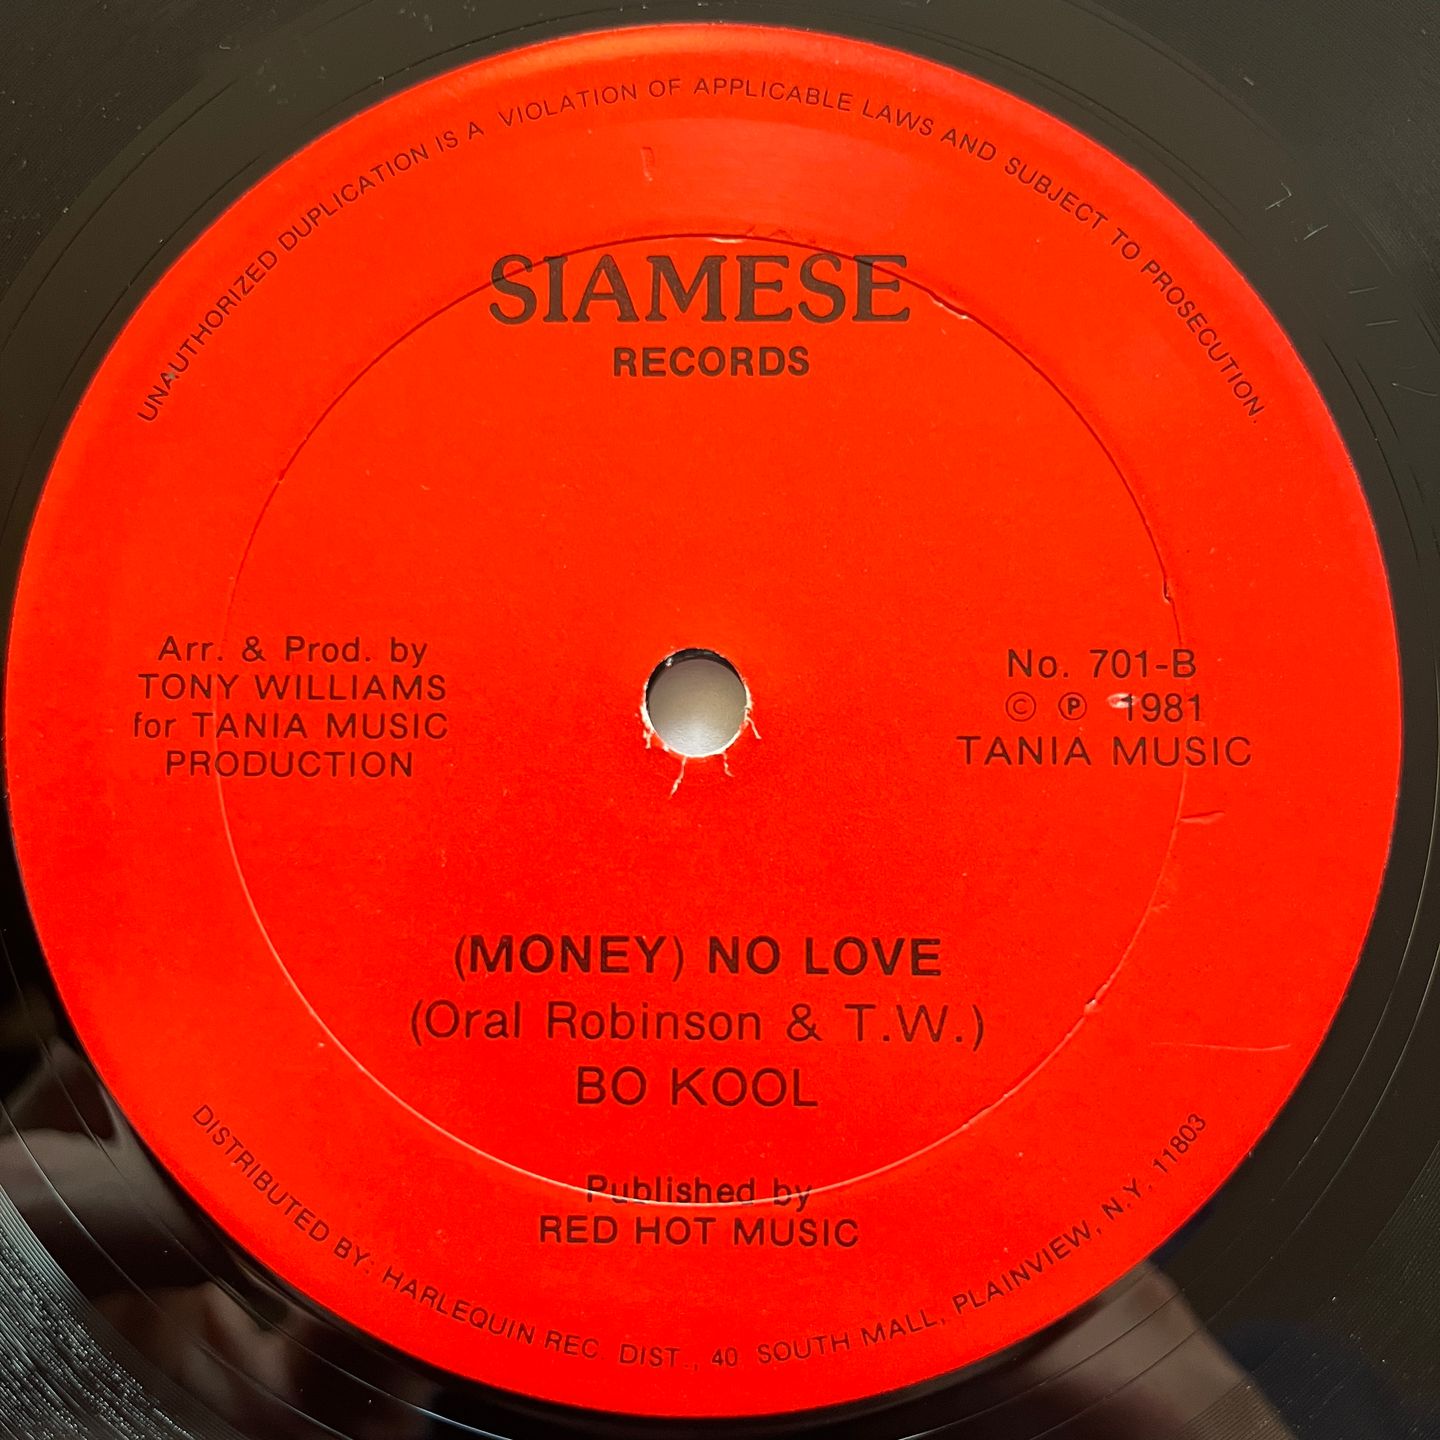 UNAUTHORIZED DUPLICATION IS A VIOLATION OF APPLICABLE LAWS AND SUBJECT TO PROSECUTION.
SIAMESE
RECORDS
Arr. & Prod. by
TONY WILLIAMS
for TANIA MUSIC
PRODUCTION
No. 701-B
© ℗ 1981
TANIA MUSIC
(MONEY) NO LOVE
(Oral Robinson & T.W.)
BO KOOL
Published by
RED HOT MUSIC
DISTRIBUTED BY: HARLEQUIN REC. DIST., 40 SOUTH MALL, PLAINVIEW, N.Y. 11803